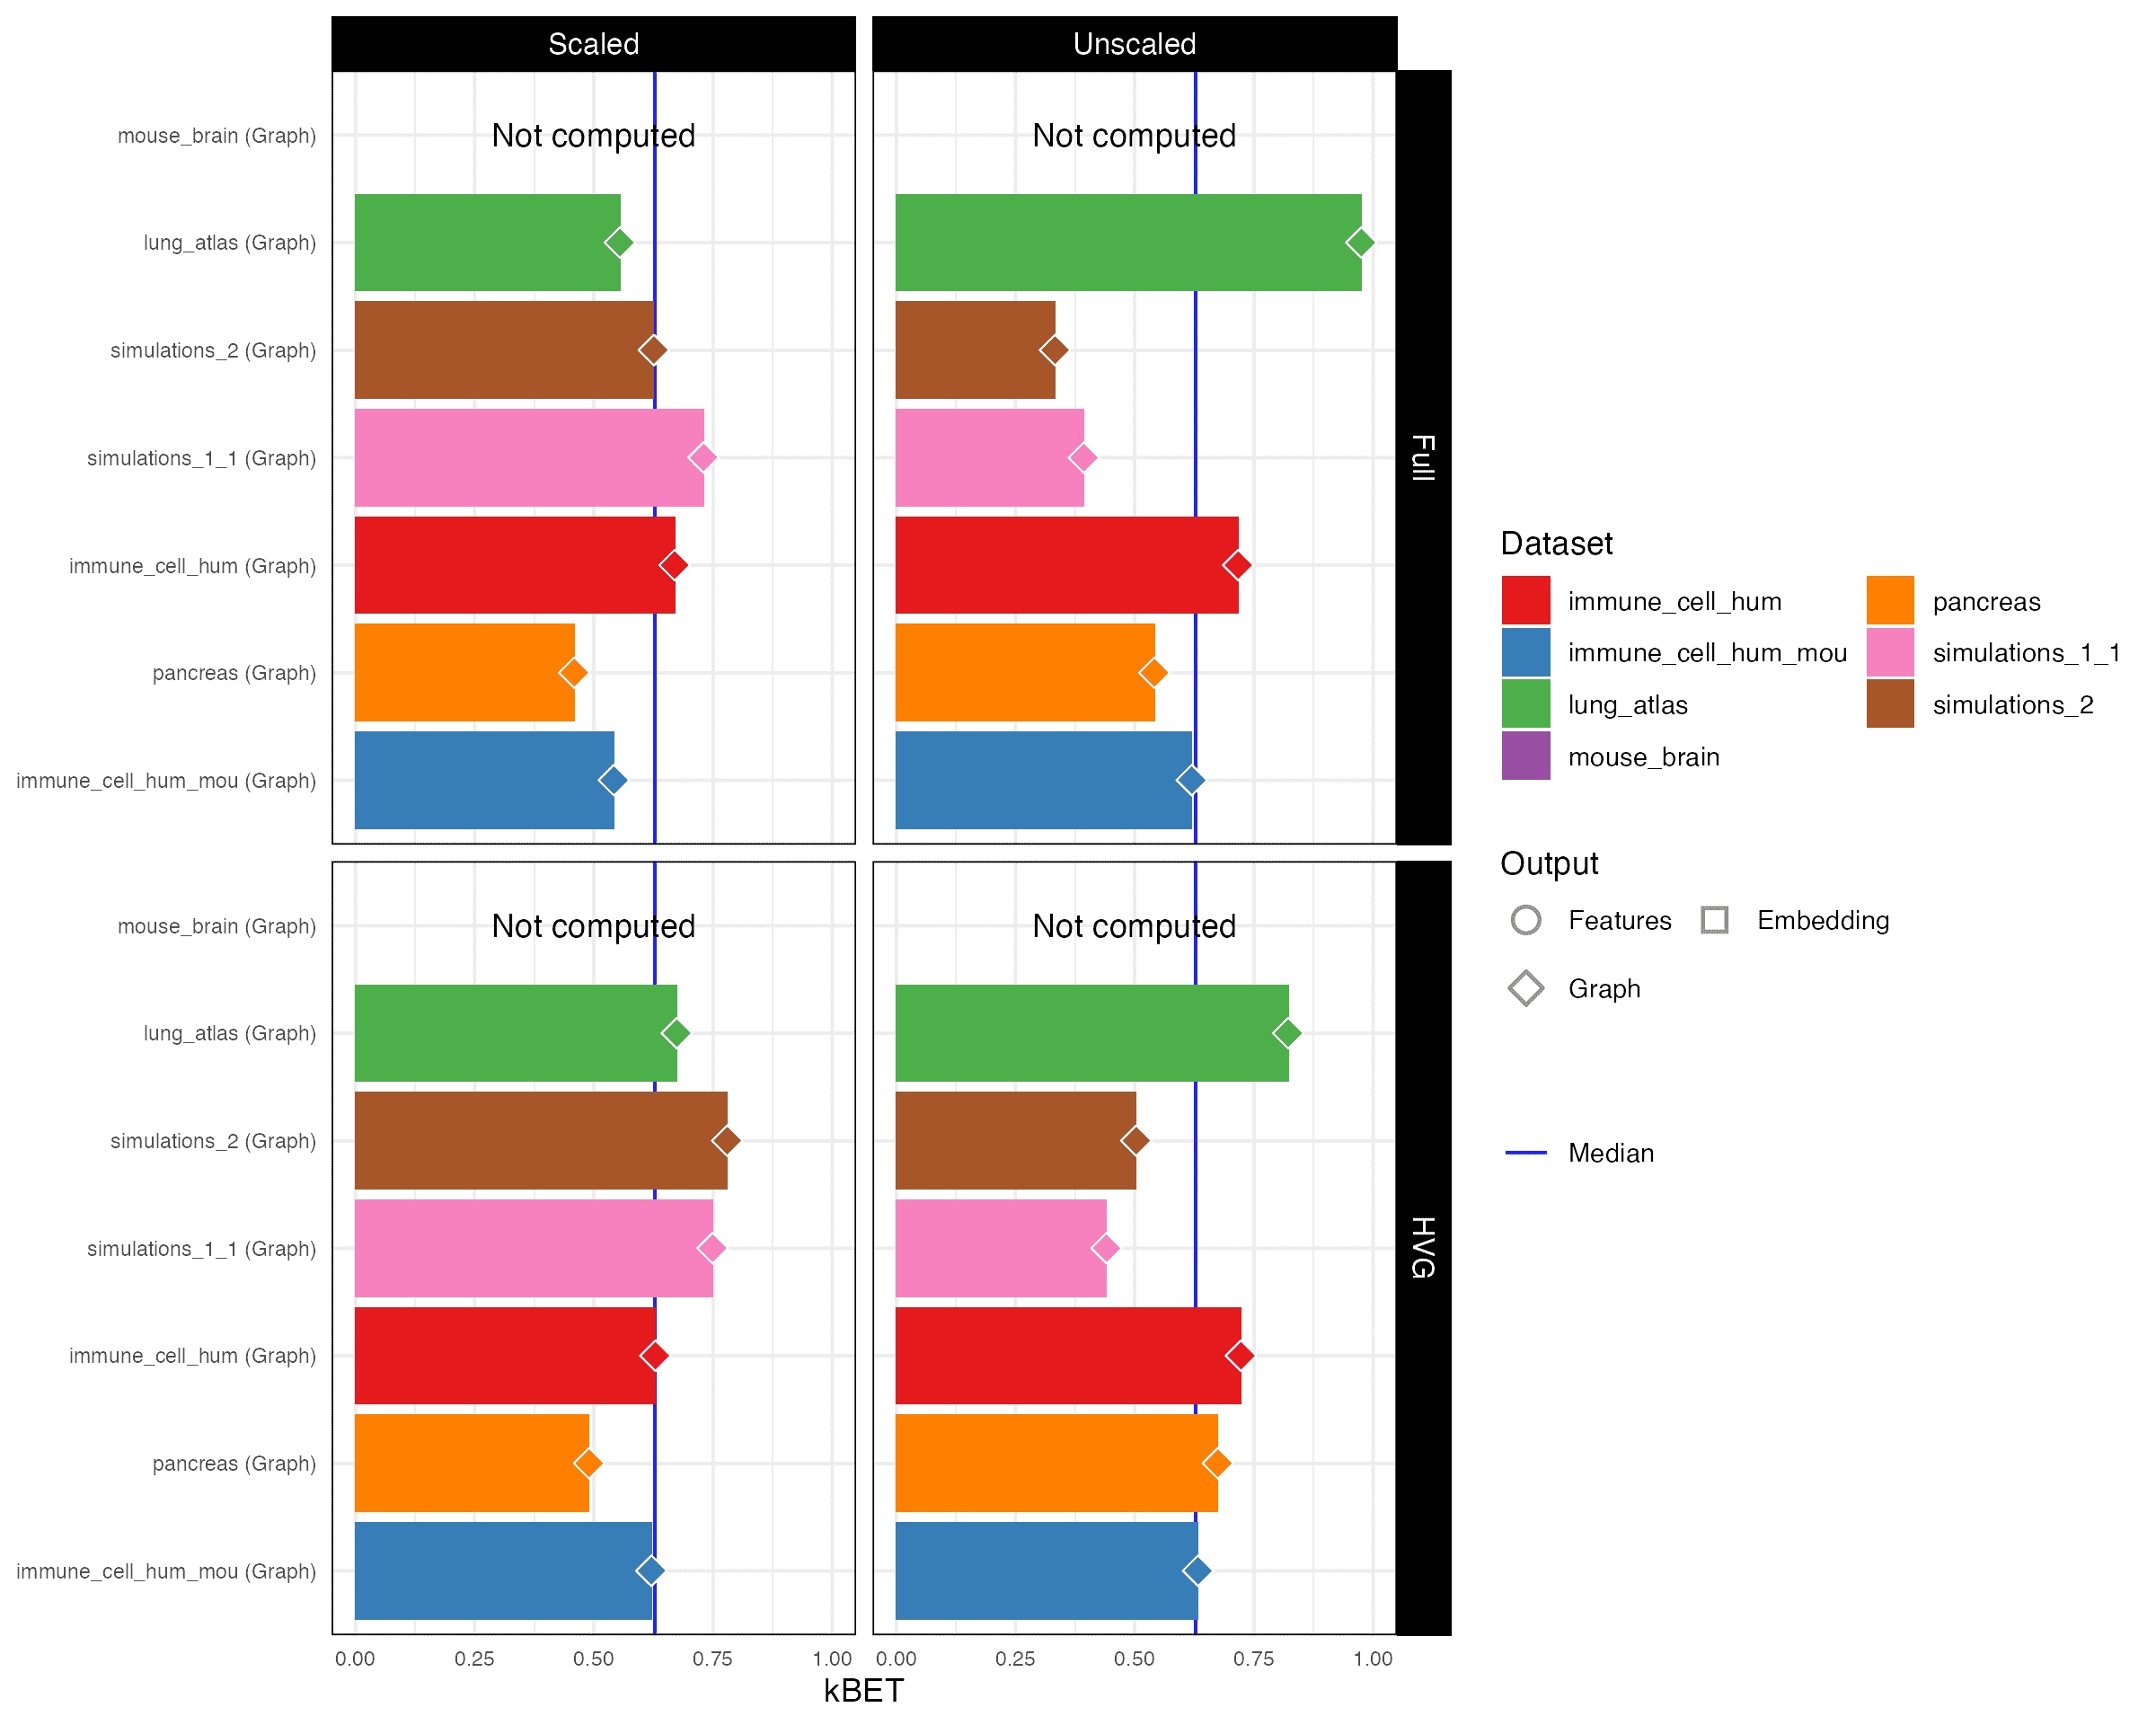 Scaled
Unscaled
mouse_brain (Graph)
Not computed
Not computed
lung_atlas (Graph)
simulations_2 (Graph)
simulations_1_1 (Graph)
immune_cell_hum (Graph)
pancreas (Graph)
immune_cell_hum_mou (Graph)
Full
mouse_brain (Graph)
Not computed
Not computed
lung_atlas (Graph)
simulations_2 (Graph)
simulations_1_1 (Graph)
immune_cell_hum (Graph)
pancreas (Graph)
immune_cell_hum_mou (Graph)
HVG
0.00 0.25 0.50 0.75 1.00
0.00 0.25 0.50 0.75 1.00
kBET
Dataset
immune_cell_hum
immune_cell_hum_mou
lung_atlas
mouse_brain
pancreas
simulations_1_1
simulations_2
Output
Features
Embedding
Graph
Median